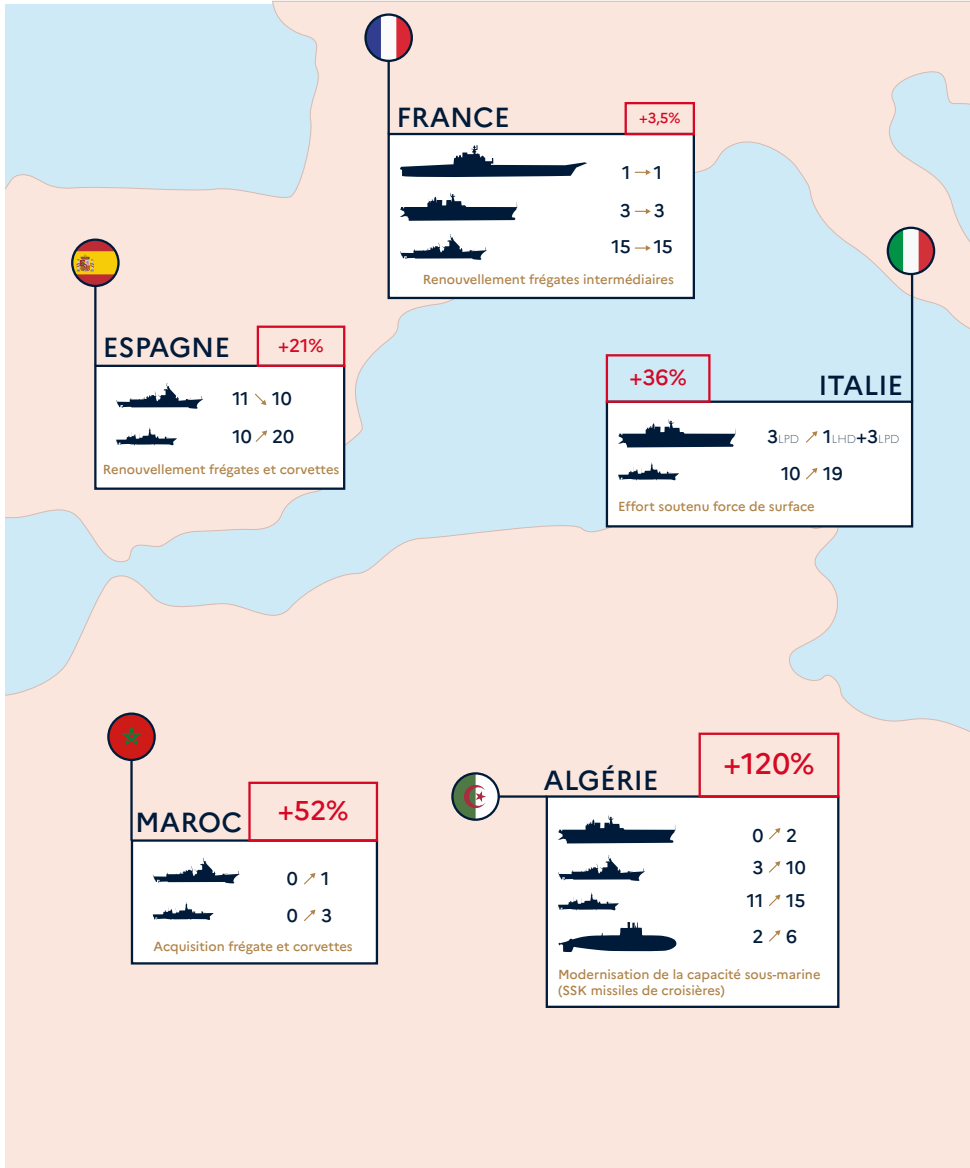 FRANCE
+3,5%
1 → 1
3 → 3
15 → 15
Renouvellement frégates intermédiaires
ESPAGNE
+21%
11 ↘ 10
10 ↗ 20
Renouvellement frégates et corvettes
+36%
ITALIE
3LPD ↗ 1LHD+3LPD
10 ↗ 19
Effort soutenu force de surface
MAROC
+52%
0 ↗ 1
0 ↗ 3
Acquisition frégate et corvettes
ALGÉRIE
+120%
0 ↗ 2
3 ↗ 10
11 ↗ 15
2 ↗ 6
Modernisation de la capacité sous-marine
(SSK missiles de croisières)